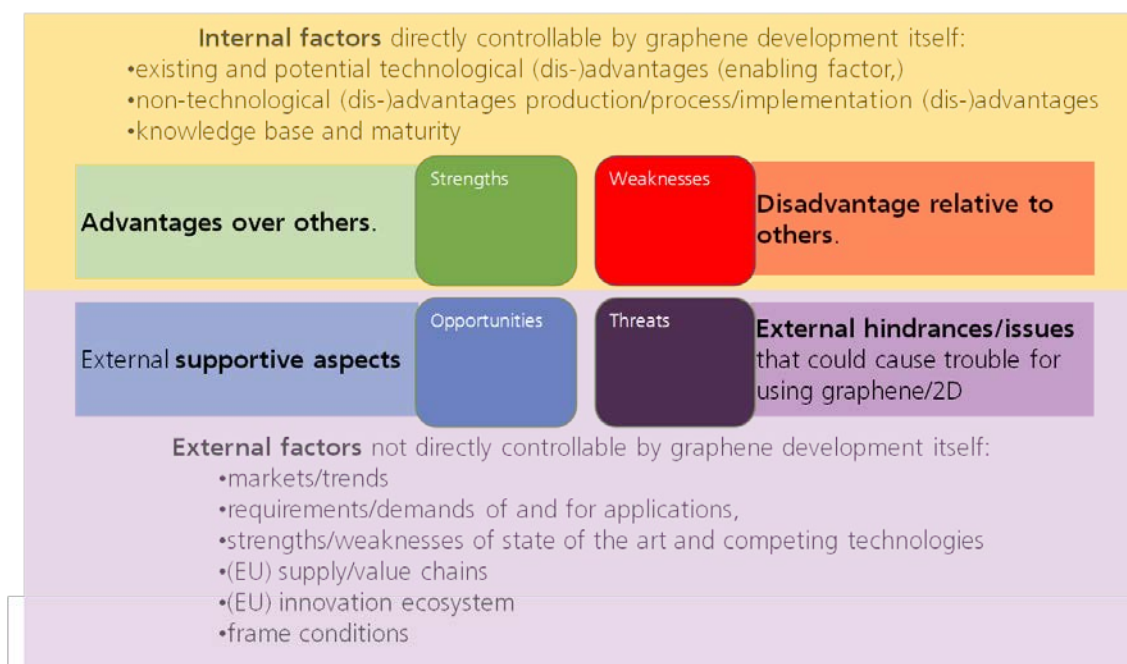 Internal factors directly controllable by graphene development itself:
•existing and potential technological (dis-)advantages (enabling factor,)
•non-technological (dis-)advantages production/process/implementation (dis-)advantages
•knowledge base and maturity
Strengths
Weaknesses
Advantages over others.
Disadvantage relative to
others.
Opportunities
Threats
External supportive aspects
External hindrances/issues
that could cause trouble for
using graphene/2D
External factors not directly controllable by graphene development itself:
•markets/trends
•requirements/demands of and for applications,
•strengths/weaknesses of state of the art and competing technologies
•(EU) supply/value chains
•(EU) innovation ecosystem
•frame conditions